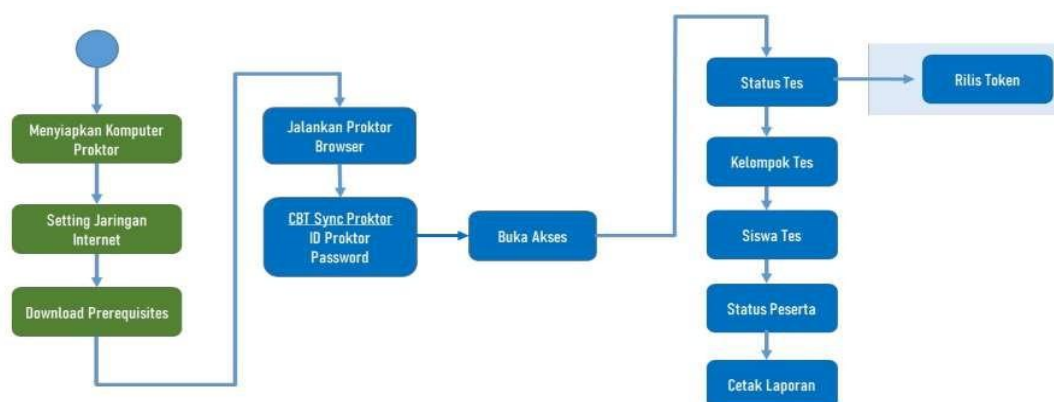 Menyiapkan Komputer
Proktor
Setting Jaringan
Internet
Download Prerequisites
Jalankan Proktor
Browser
CBT Sync Proktor
ID Proktor
Password
Buka Akses
Status Tes
Rilis Token
Kelompok Tes
Siswa Tes
Status Peserta
Cetak Laporan